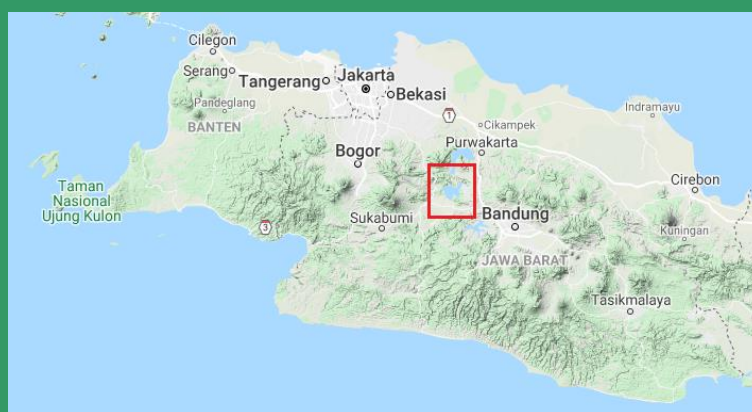 Cilegon
Serang
Tangerang
Jakarta
Bekasi
Pandeglang
BANTEN
1
Cikampek
Indramayu
Purwakarta
Bogor
Cirebon
Taman
Nasional
Ujung Kulon
3
Sukabumi
Bandung
Kuningan
JAWA BARAT
Tasikmalaya